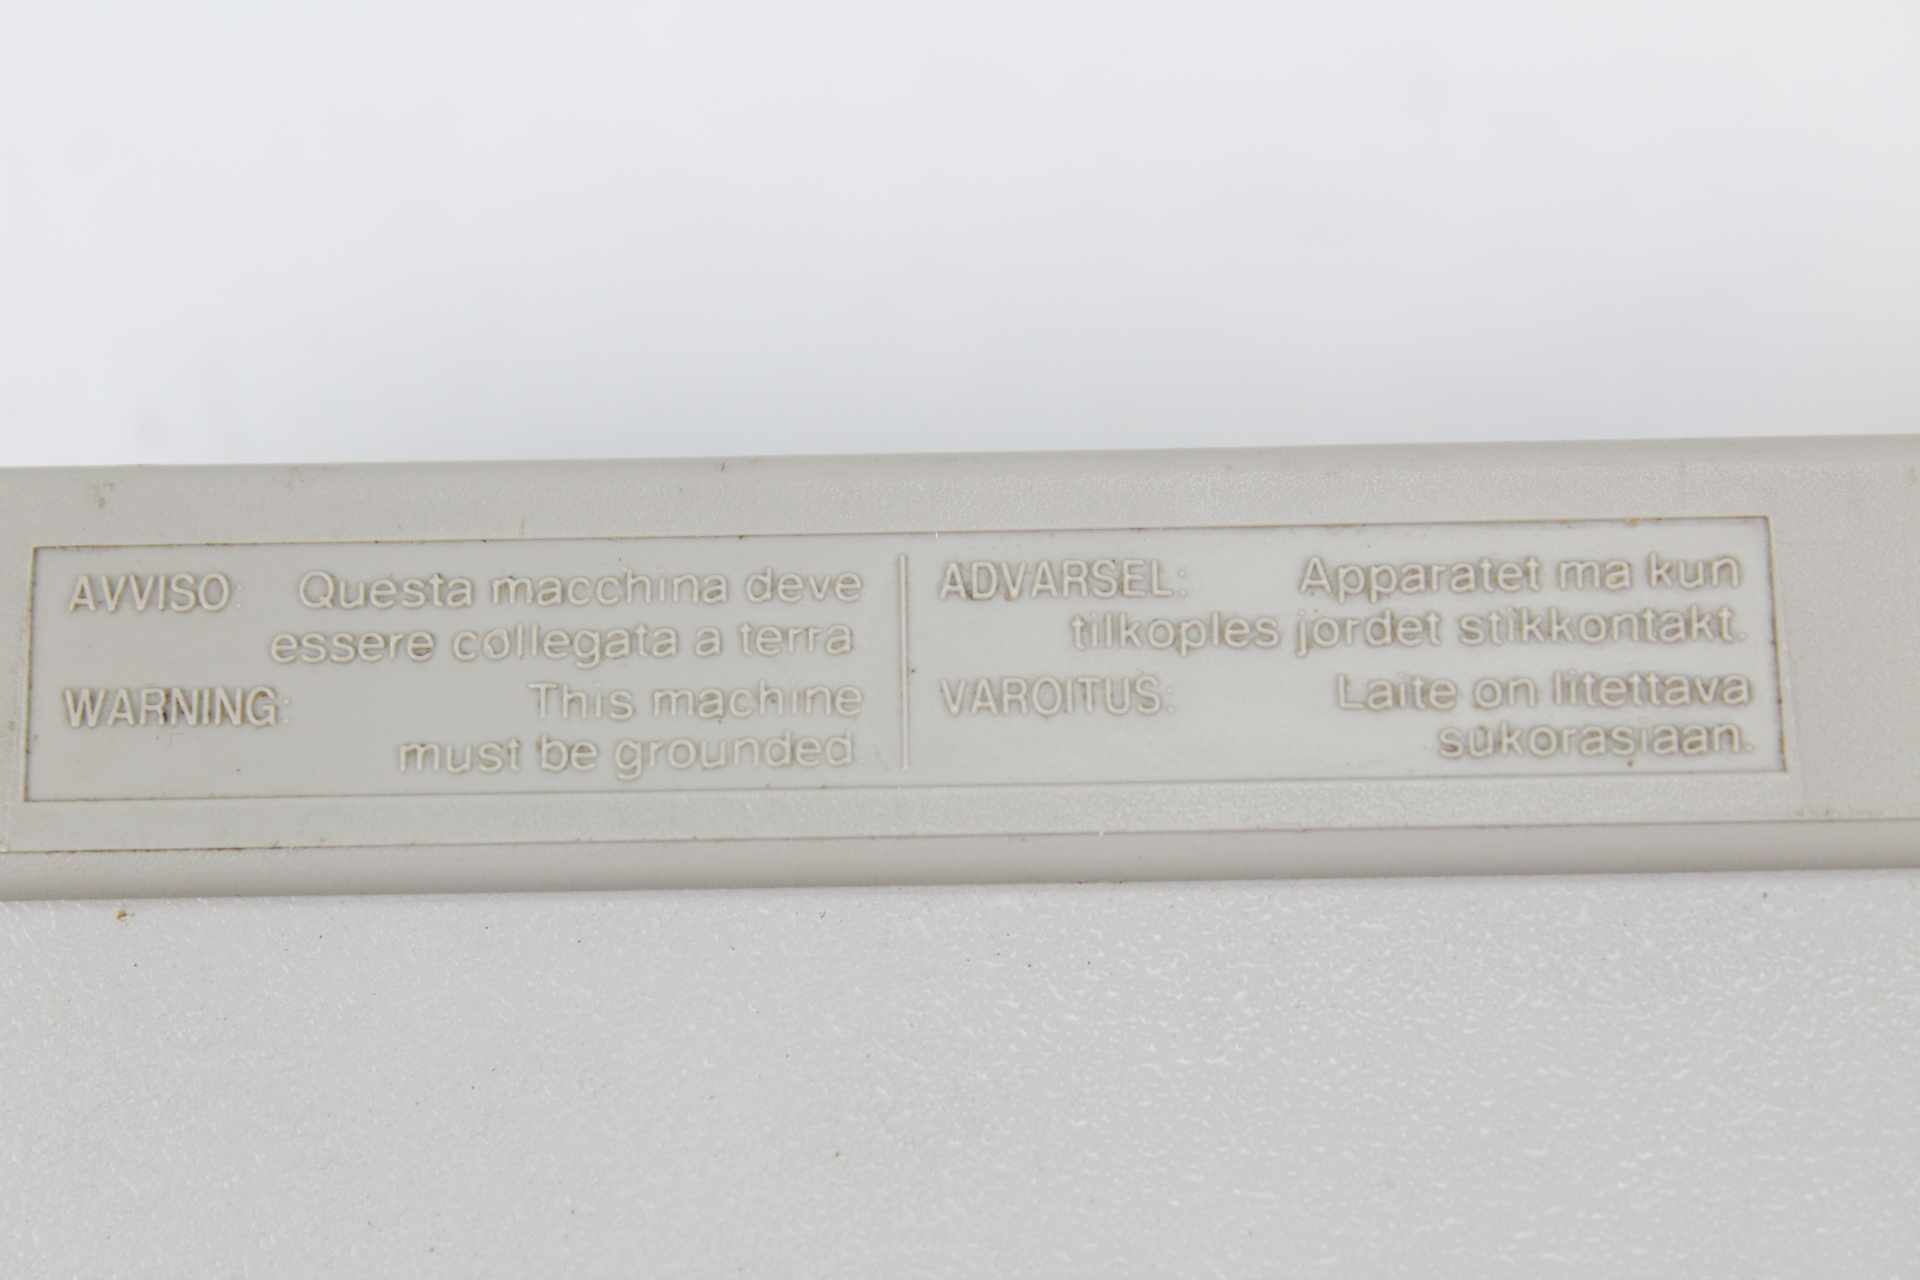 AVVISO: Questa macchina deve
essere collegata a terra
WARNING: This machine
must be grounded
ADVARSEL: Apparatet ma kun
tilkoples jordet stikkontakt.
VAROITUS: Laite on liitettava
sukorasiaan.